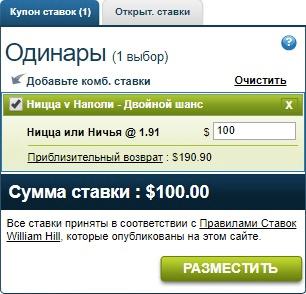 Купон ставок (1) Открыт. ставки
Одинары (1 выбор) ?
Добавьте комб. ставки Очистить
Ницца v Наполи - Двойной шанс X
Ницца или Ничья @ 1.91 $ 100
Приблизительный возврат : $190.90
Сумма ставки : $100.00
Все ставки приняты в соответствии с Правилами Ставок
William Hill, которые опубликованы на этом сайте.
РАЗМЕСТИТЬ